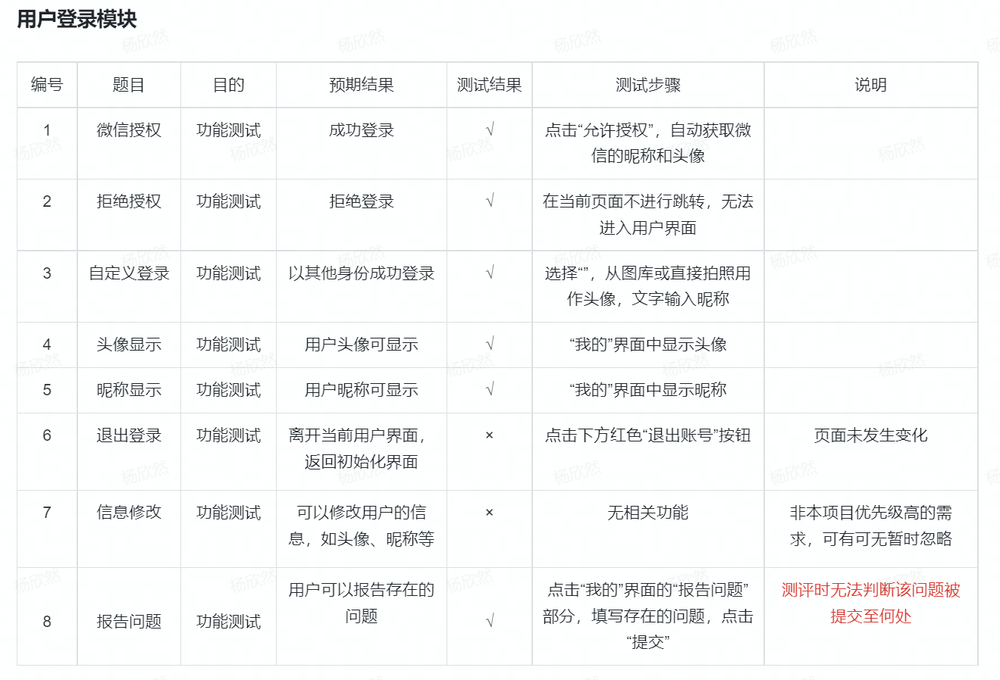 用户登录模块
编号 题目 目的 预期结果 测试结果 测试步骤 说明
1 微信授权 功能测试 成功登录 √ 点击“允许授权”，自动获取微
信的昵称和头像
2 拒绝授权 功能测试 拒绝登录 √ 在当前页面不进行跳转，无法
进入用户界面
3 自定义登录 功能测试 以其他身份成功登录 √ 选择“”，从图库或直接拍照用
作头像，文字输入昵称
4 头像显示 功能测试 用户头像可显示 √ “我的”界面中显示头像
5 昵称显示 功能测试 用户昵称可显示 √ “我的”界面中显示昵称
6 退出登录 功能测试 离开当前用户界面， × 点击下方红色“退出账号”按钮 页面未发生变化
返回初始化界面
7 信息修改 功能测试 可以修改用户的信 × 无相关功能 非本项目优先级高的需
息，如头像、昵称等 求，可有可无暂时忽略
用户可以报告存在的 点击“我的”界面的“报告问题” 测评时无法判断该问题被
问题 部分，填写存在的问题，点击 提交至何处
8 报告问题 功能测试 √ “提交”
杨欣然